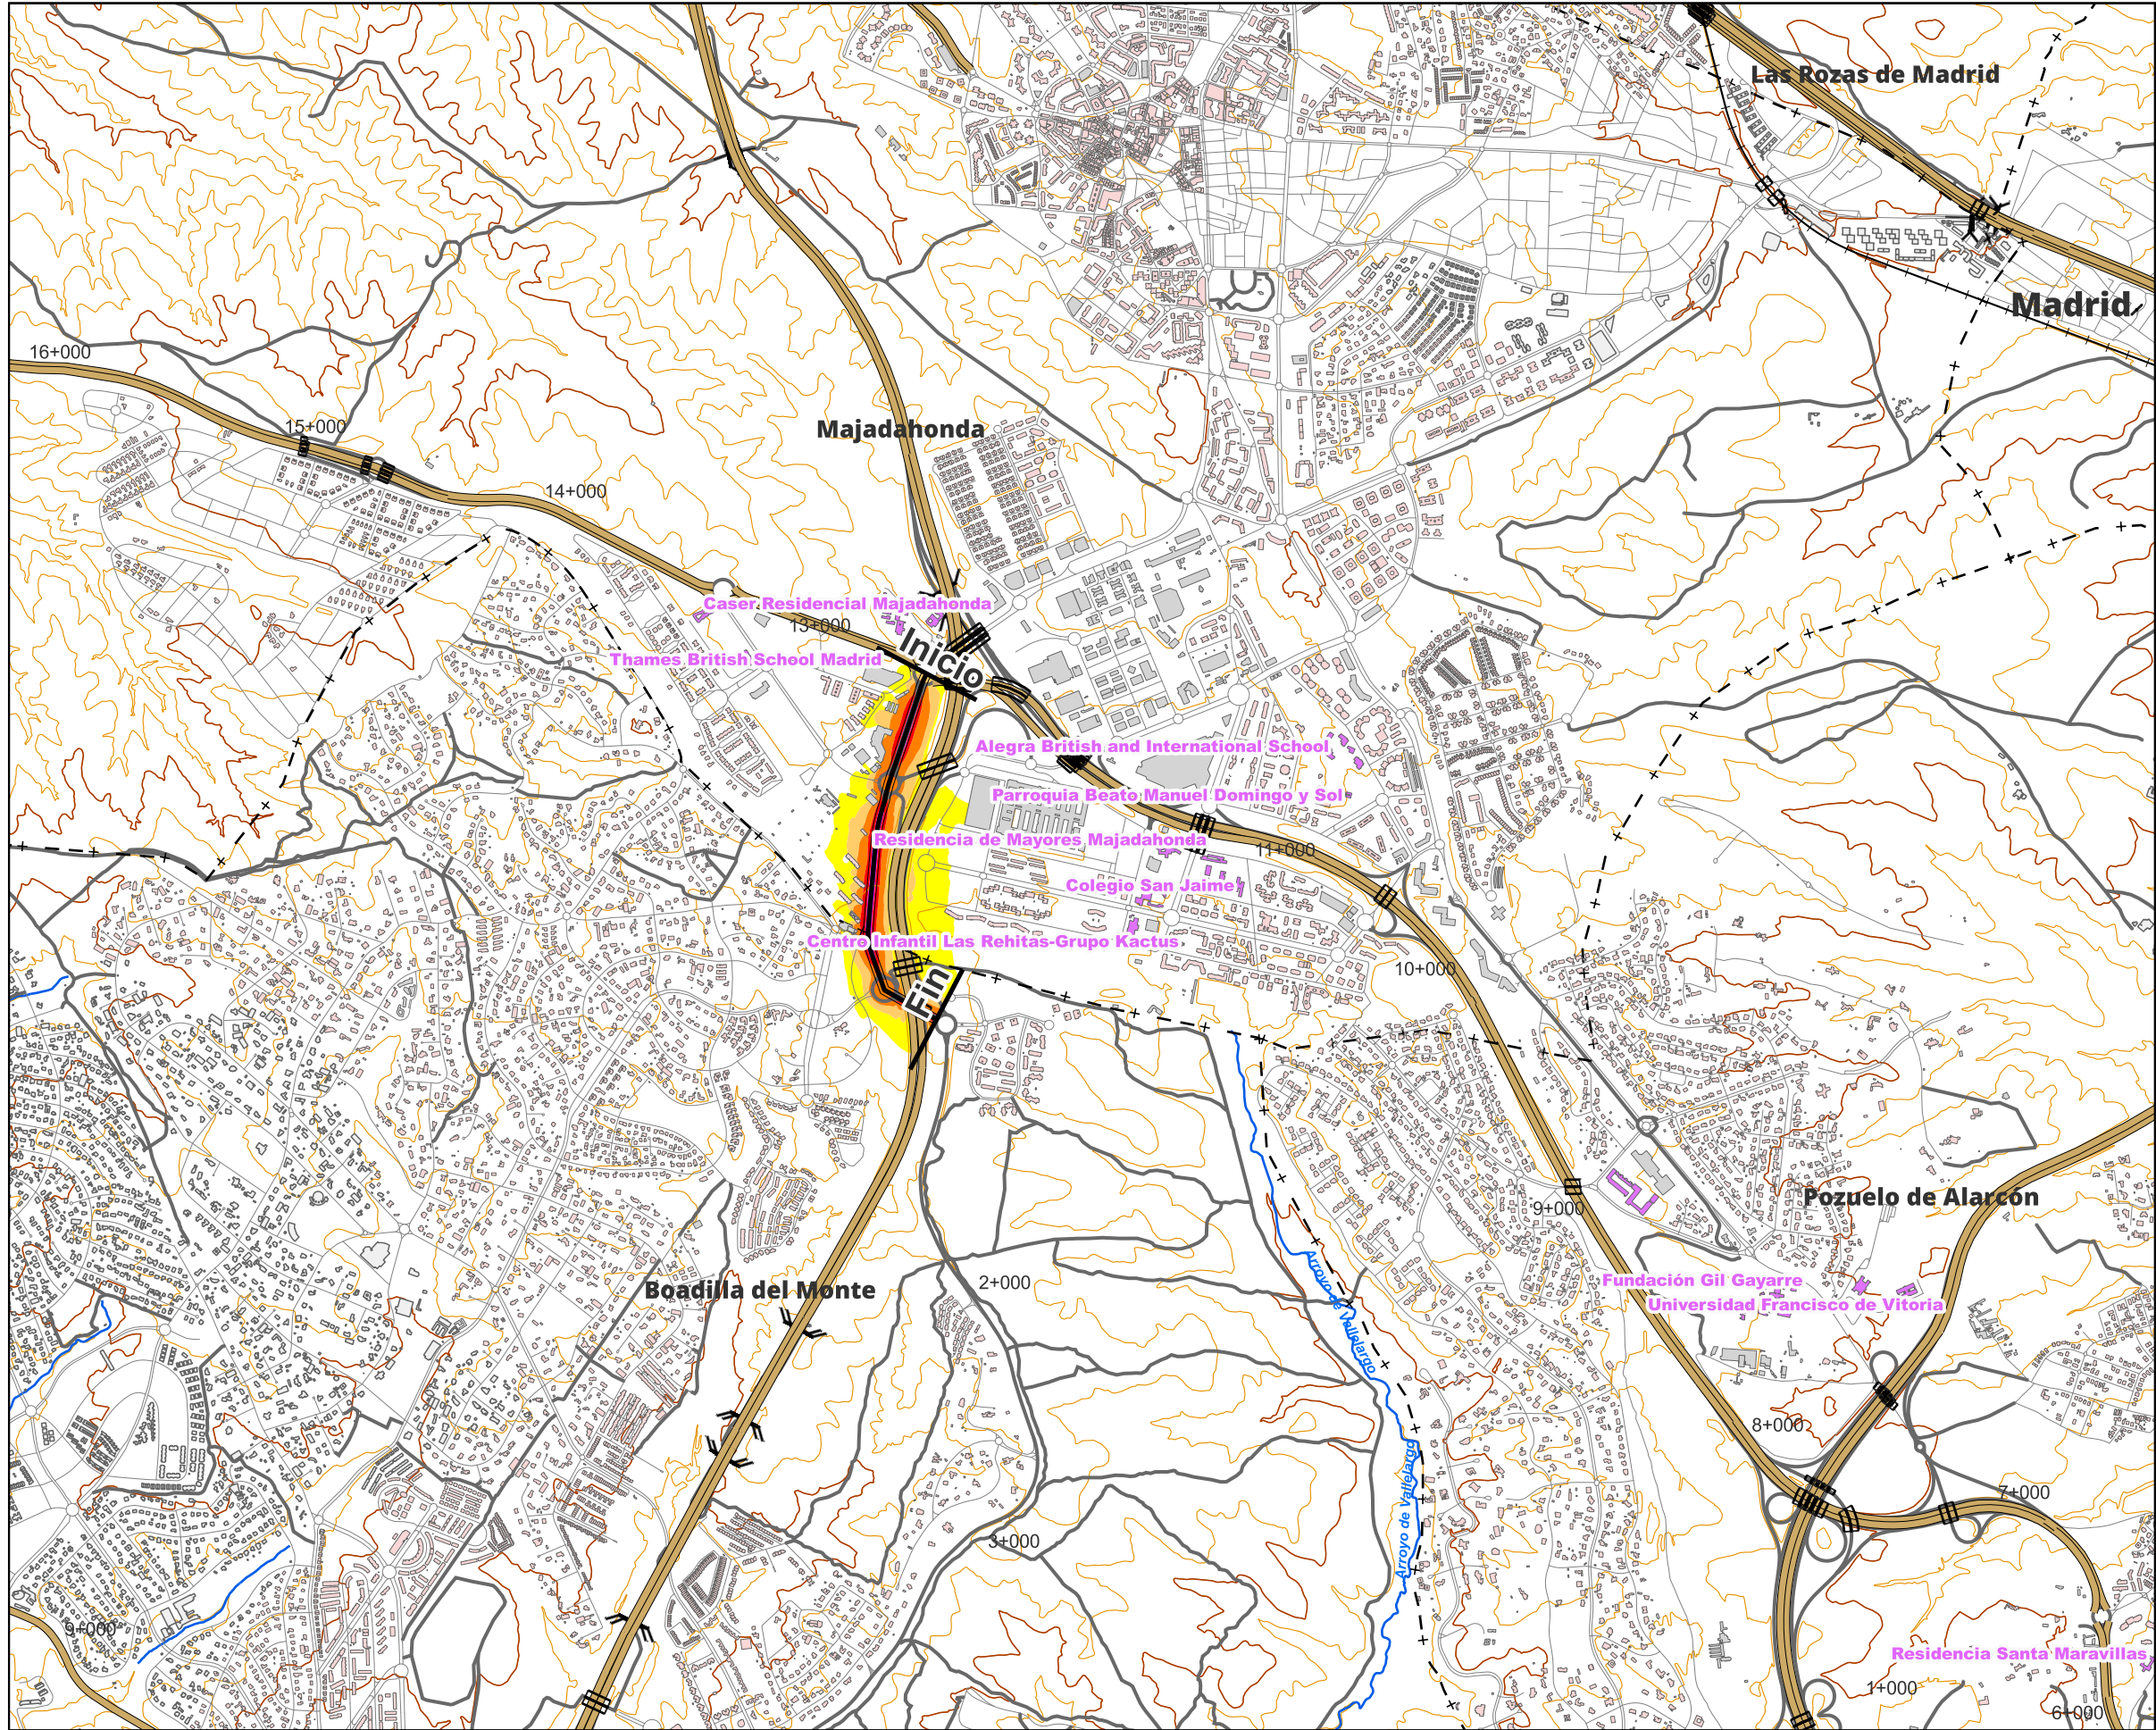 Las Rozas de Madrid
Madrid
16+000
15+000
Majadahonda
14+000
Caser Residencial Majadahonda
13+000
Inicio
Thames British School Madrid
Alegra British and International School
Parroquia Beato Manuel Domingo y Sol
Residencia de Mayores Majadahonda
11+000
Colegio San Jaime
Centro Infantil Las Rehitas-Grupo Kactus
10+000
Fin
Pozuelo de Alarcón
9+000
Fundación Gil Gayarre
2+000
Boadilla del Monte
Universidad Francisco de Vitoria
Arroyo de Vallelargo
8+000
Arroyo de Vallelargo
7+000
3+000
9+000
Residencia Santa Maravillas
1+000
6+000